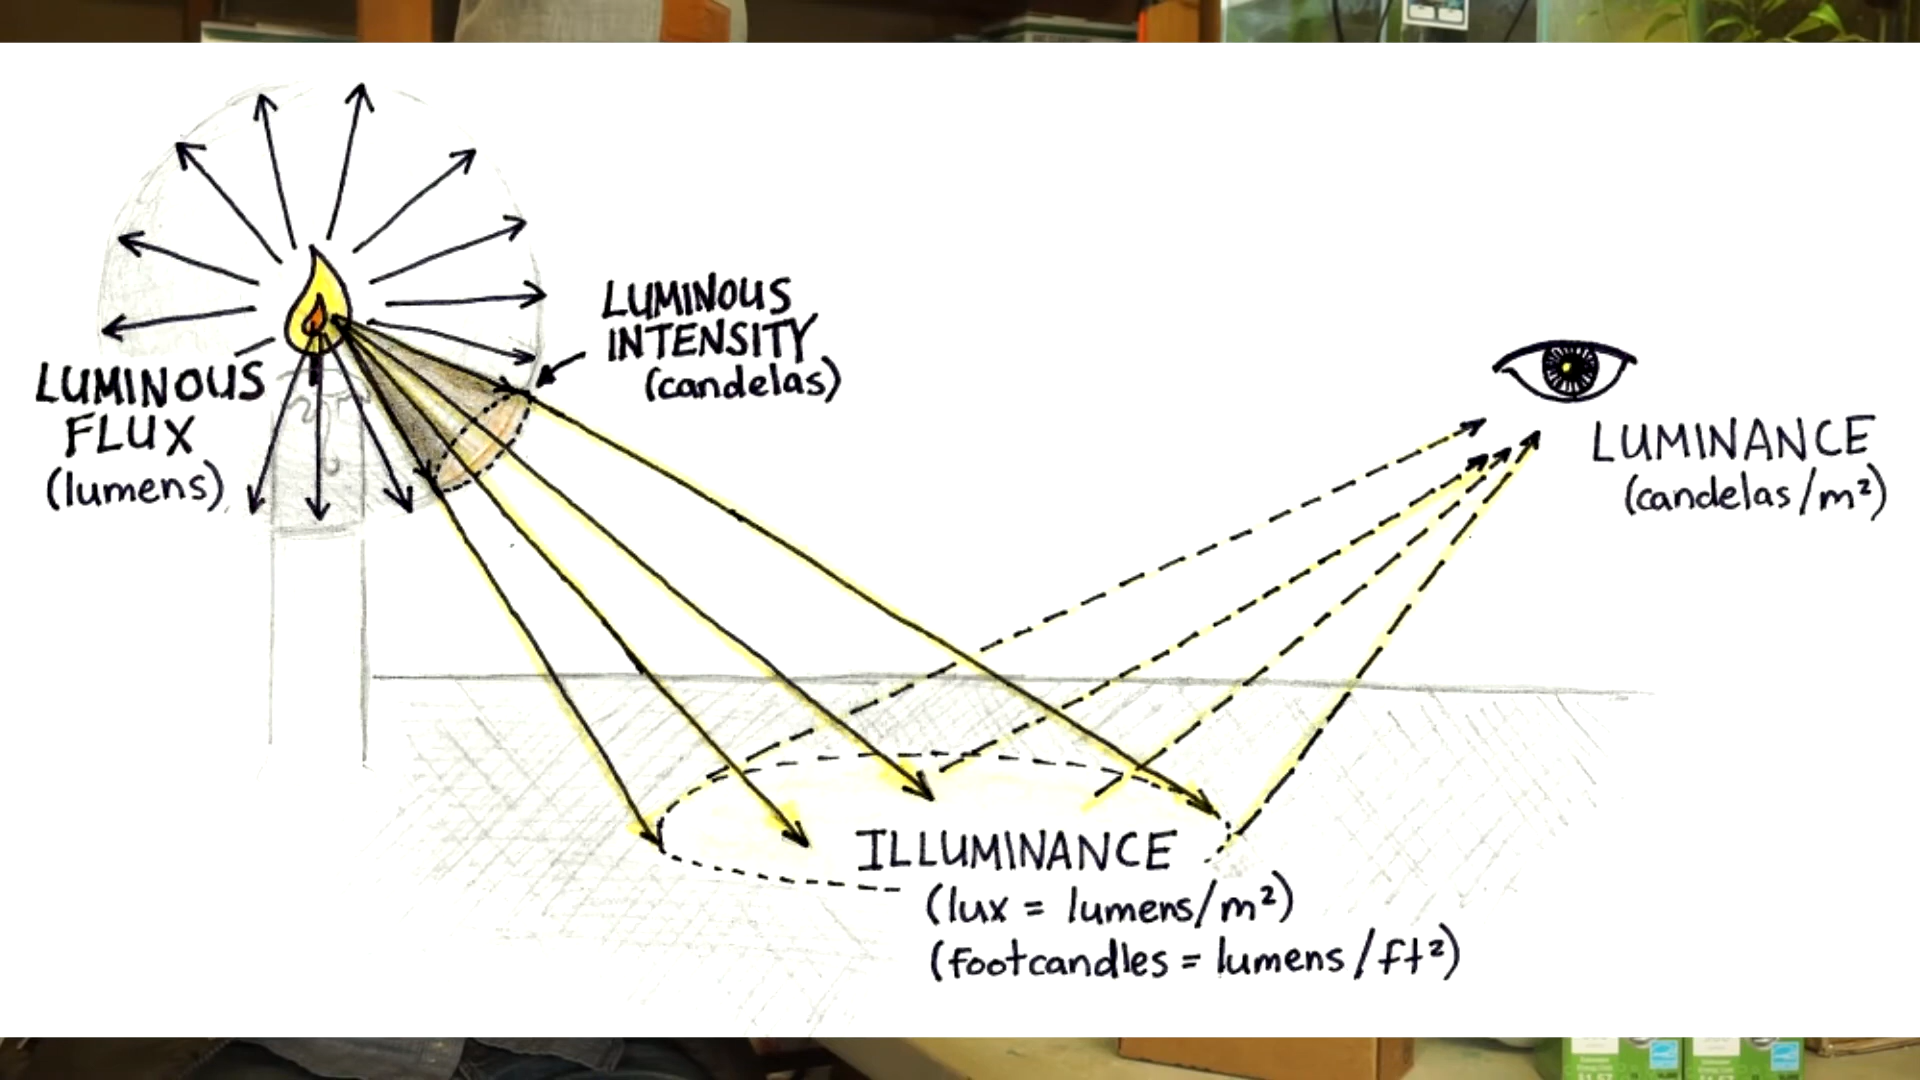 LUMINOUS
INTENSITY
(candelas)
LUMINOUS
FLUX
(lumens)
LUMINANCE
(candelas/m²)
ILLUMINANCE
(lux = lumens/m²)
(footcandles = lumens/ft²)